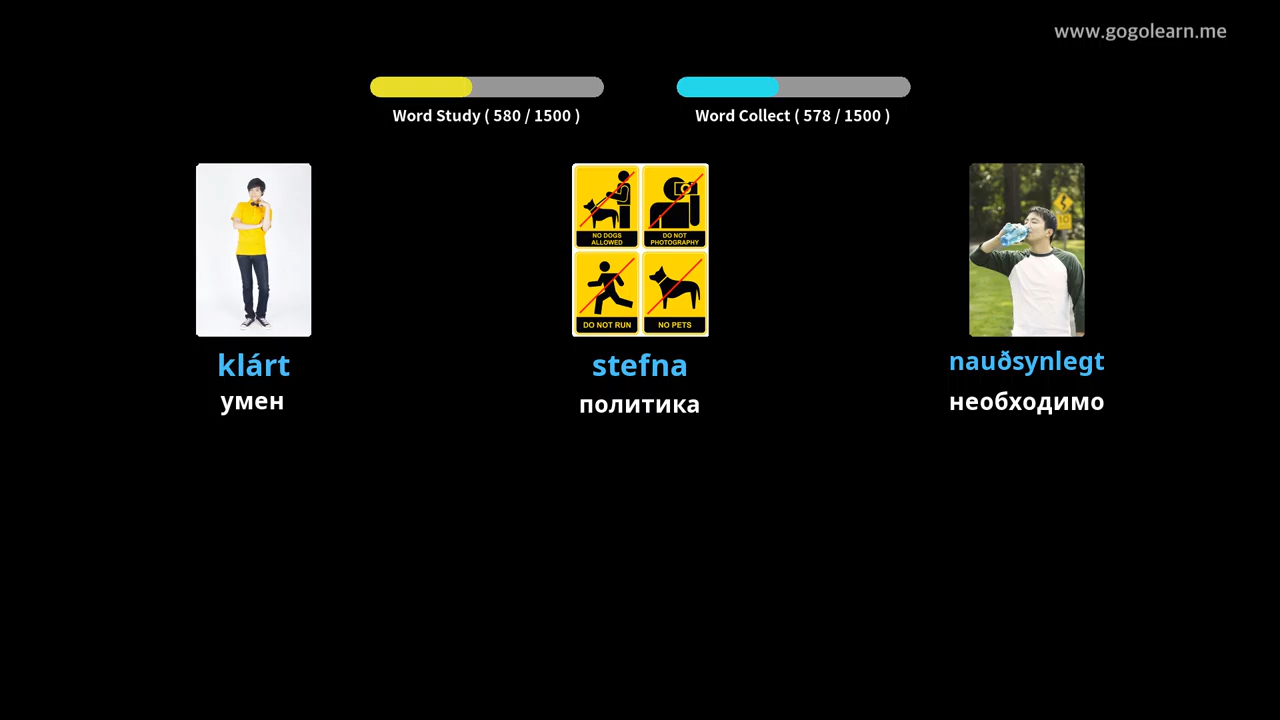 www.gogolearn.me
Word Study ( 580 / 1500 )
Word Collect ( 578 / 1500 )
NO DOGS
ALLOWED
DO NOT
PHOTOGRAPHY
DO NOT RUN
NO PETS
10
klárt
stefna
nauðsynlegt
умен
политика
необходимо